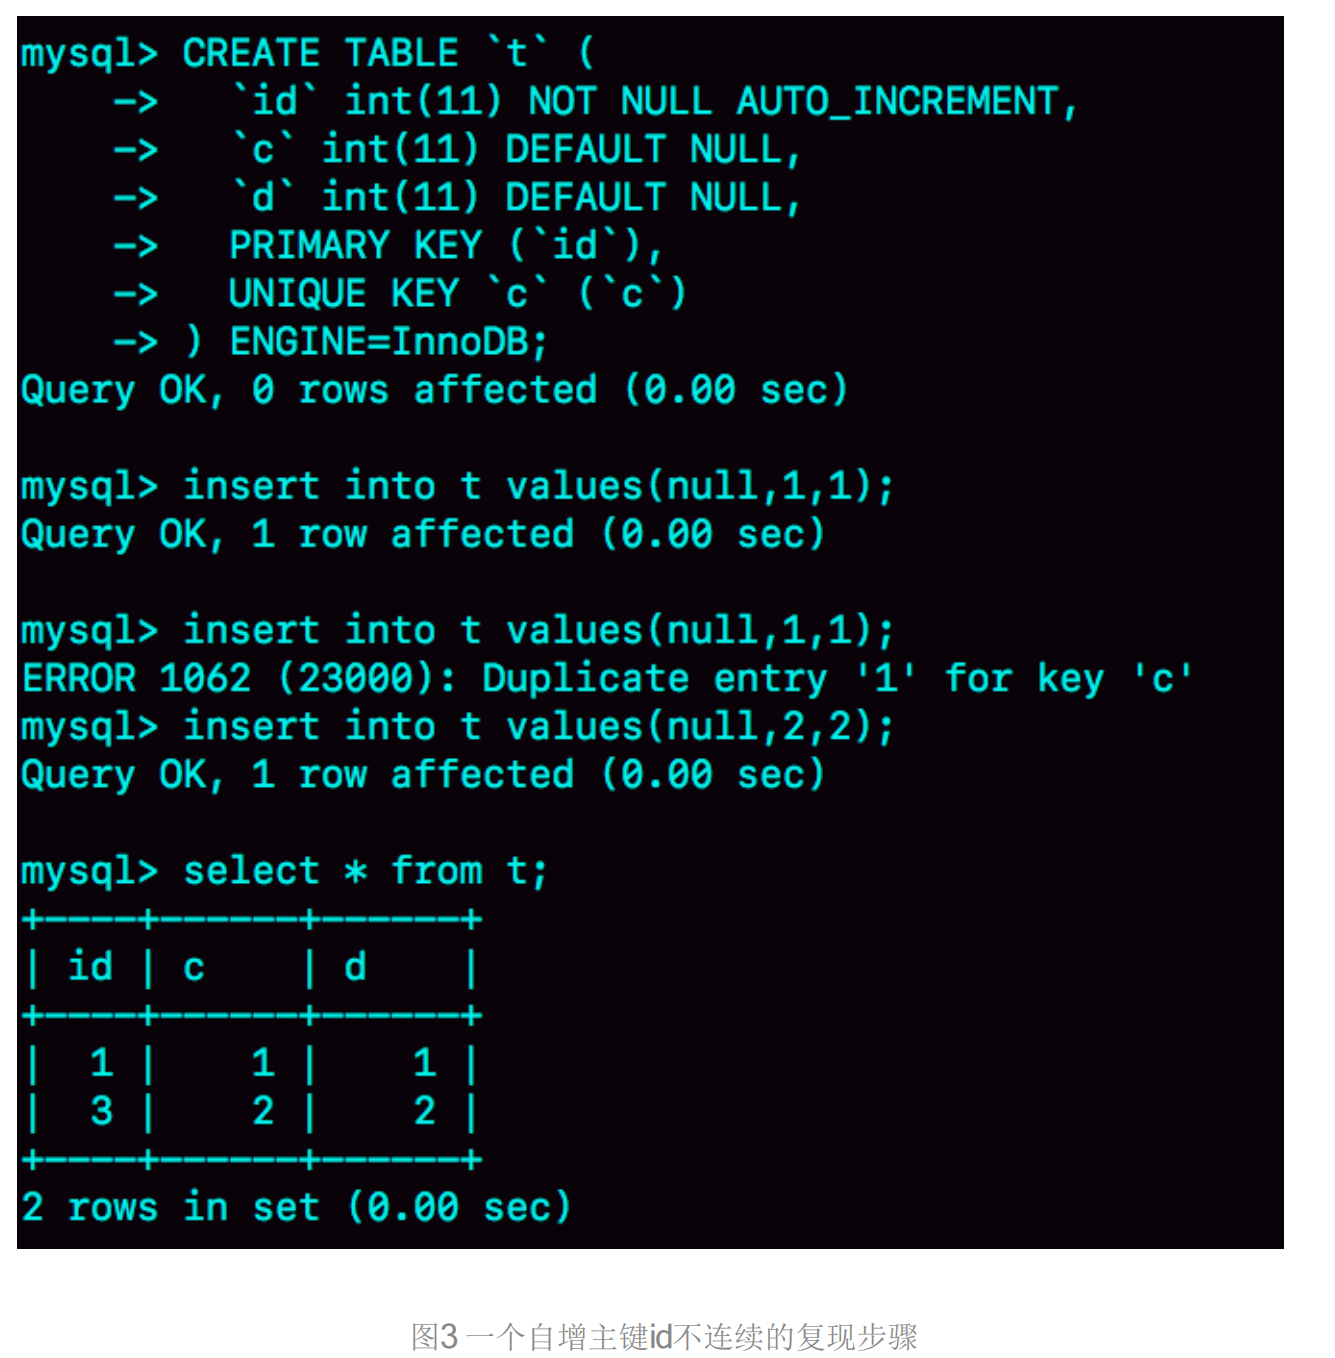 mysql> CREATE TABLE `t` (
    ->   `id` int(11) NOT NULL AUTO_INCREMENT,
    ->   `c` int(11) DEFAULT NULL,
    ->   `d` int(11) DEFAULT NULL,
    ->   PRIMARY KEY (`id`),
    ->   UNIQUE KEY `c` (`c`)
    -> ) ENGINE=InnoDB;
Query OK, 0 rows affected (0.00 sec)

mysql> insert into t values(null,1,1);
Query OK, 1 row affected (0.00 sec)

mysql> insert into t values(null,1,1);
ERROR 1062 (23000): Duplicate entry '1' for key 'c'
mysql> insert into t values(null,2,2);
Query OK, 1 row affected (0.00 sec)

mysql> select * from t;
+----+------+------+
| id | c    | d    |
+----+------+------+
|  1 |    1 |    1 |
|  3 |    2 |    2 |
+----+------+------+
2 rows in set (0.00 sec)

图3 一个自增主键id不连续的复现步骤